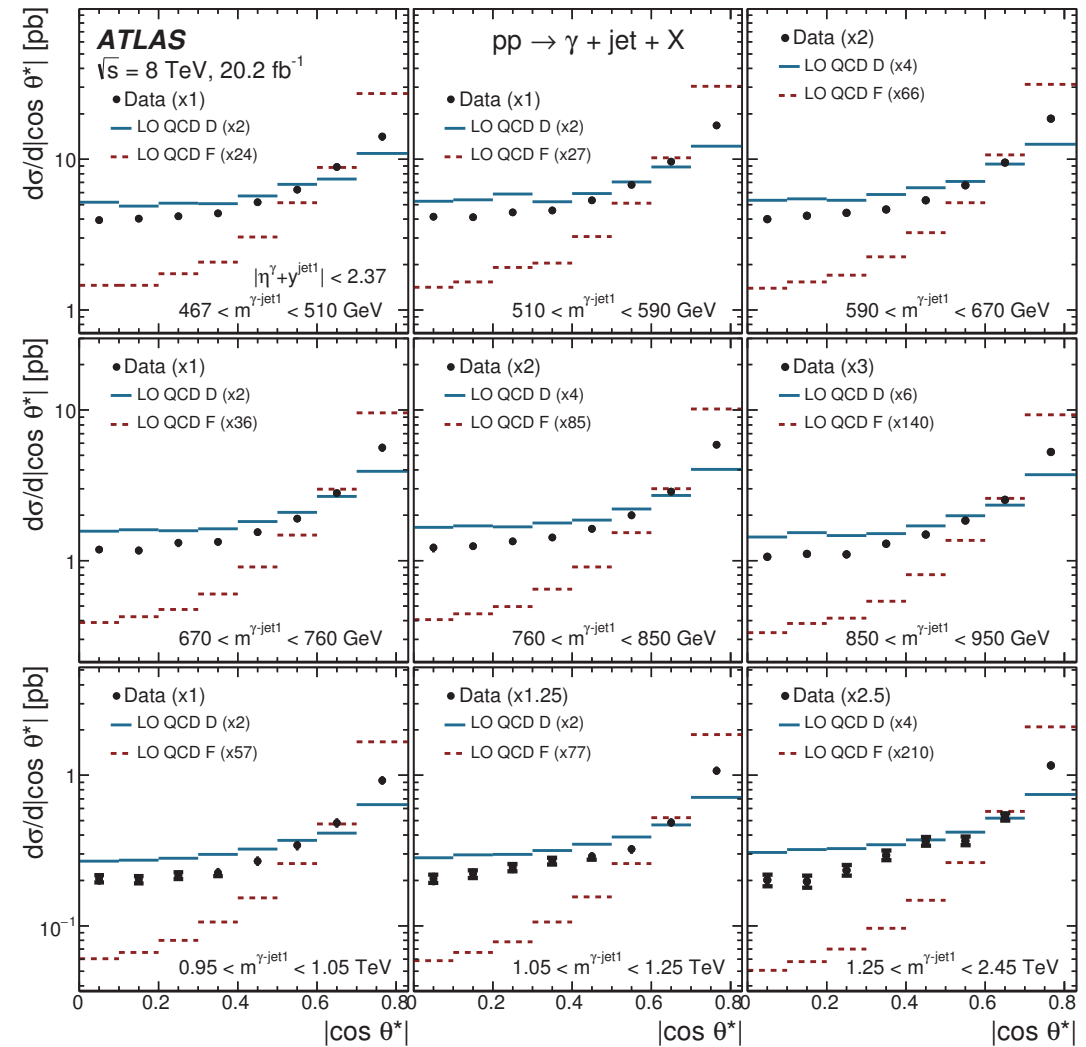 dσ/d|cos θ*| [pb]
ATLAS
√s = 8 TeV, 20.2 fb⁻¹
Data (x1)
LO QCD D (x2)
LO QCD F (x24)
|η^γ+y^jet1| < 2.37
467 < m^γ-jet1 < 510 GeV
10
1
pp → γ + jet + X
Data (x1)
LO QCD D (x2)
LO QCD F (x27)
510 < m^γ-jet1 < 590 GeV
Data (x2)
LO QCD D (x4)
LO QCD F (x66)
590 < m^γ-jet1 < 670 GeV
dσ/d|cos θ*| [pb]
10
1
Data (x1)
LO QCD D (x2)
LO QCD F (x36)
670 < m^γ-jet1 < 760 GeV
Data (x2)
LO QCD D (x4)
LO QCD F (x85)
760 < m^γ-jet1 < 850 GeV
Data (x3)
LO QCD D (x6)
LO QCD F (x140)
850 < m^γ-jet1 < 950 GeV
dσ/d|cos θ*| [pb]
1
10⁻¹
Data (x1)
LO QCD D (x2)
LO QCD F (x57)
0.95 < m^γ-jet1 < 1.05 TeV
Data (x1.25)
LO QCD D (x2)
LO QCD F (x77)
1.05 < m^γ-jet1 < 1.25 TeV
Data (x2.5)
LO QCD D (x4)
LO QCD F (x210)
1.25 < m^γ-jet1 < 2.45 TeV
0 0.2 0.4 0.6 0.8 0 0.2 0.4 0.6 0.8 0 0.2 0.4 0.6 0.8
|cos θ*| |cos θ*| |cos θ*|